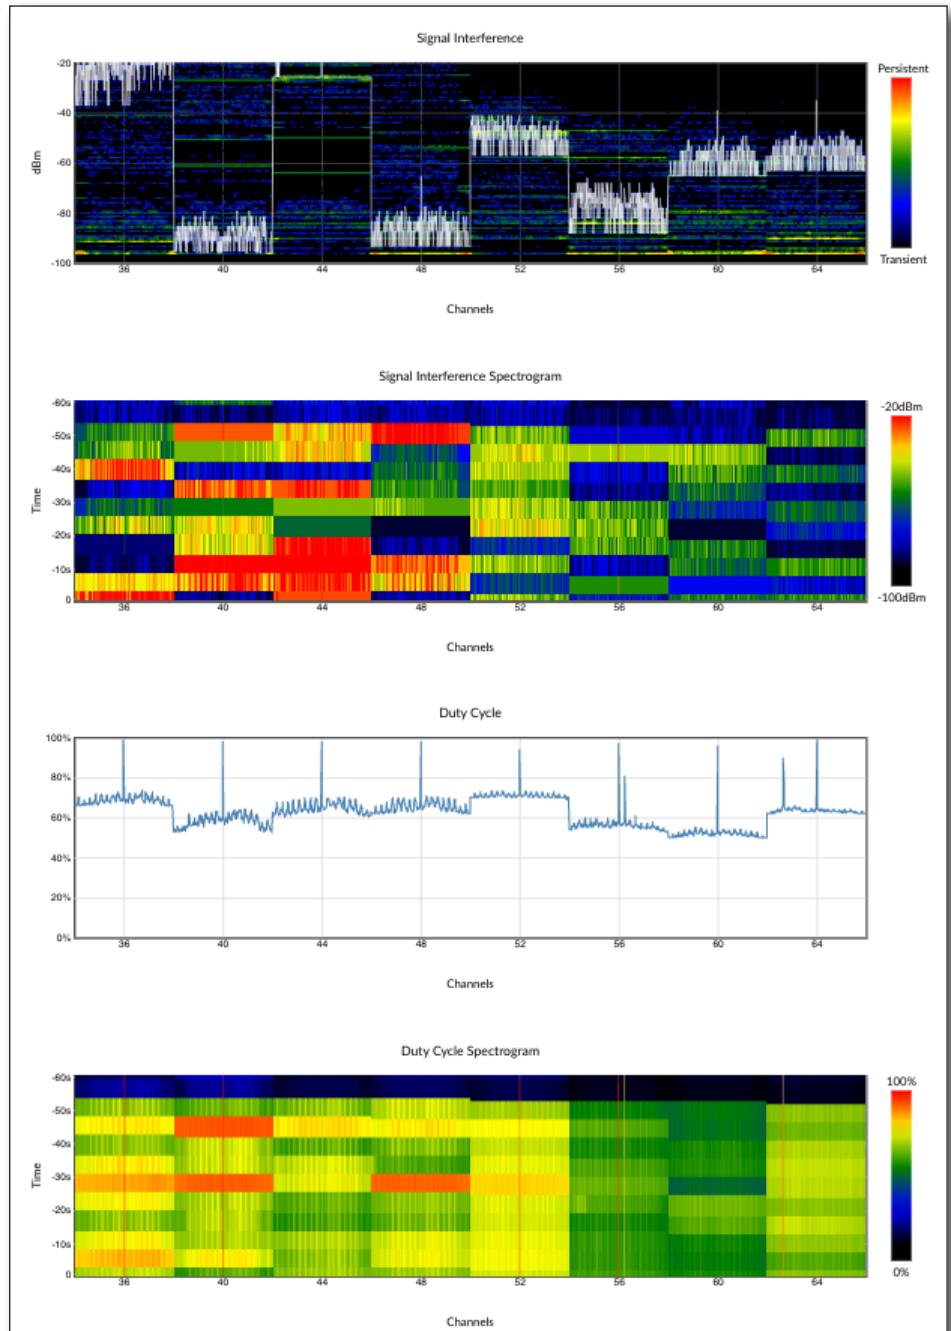 Signal Interference
-20
-40
-60
-80
-100
dBm
36 40 44 48 52 56 60 64
Channels
Persistent
Transient
Signal Interference Spectrogram
-60s
-50s
-40s
-30s
-20s
-10s
0
Time
36 40 44 48 52 56 60 64
Channels
-20dBm
-100dBm
Duty Cycle
100%
80%
60%
40%
20%
0%
36 40 44 48 52 56 60 64
Channels
Duty Cycle Spectrogram
-60s
-50s
-40s
-30s
-20s
-10s
0
Time
36 40 44 48 52 56 60 64
Channels
100%
0%